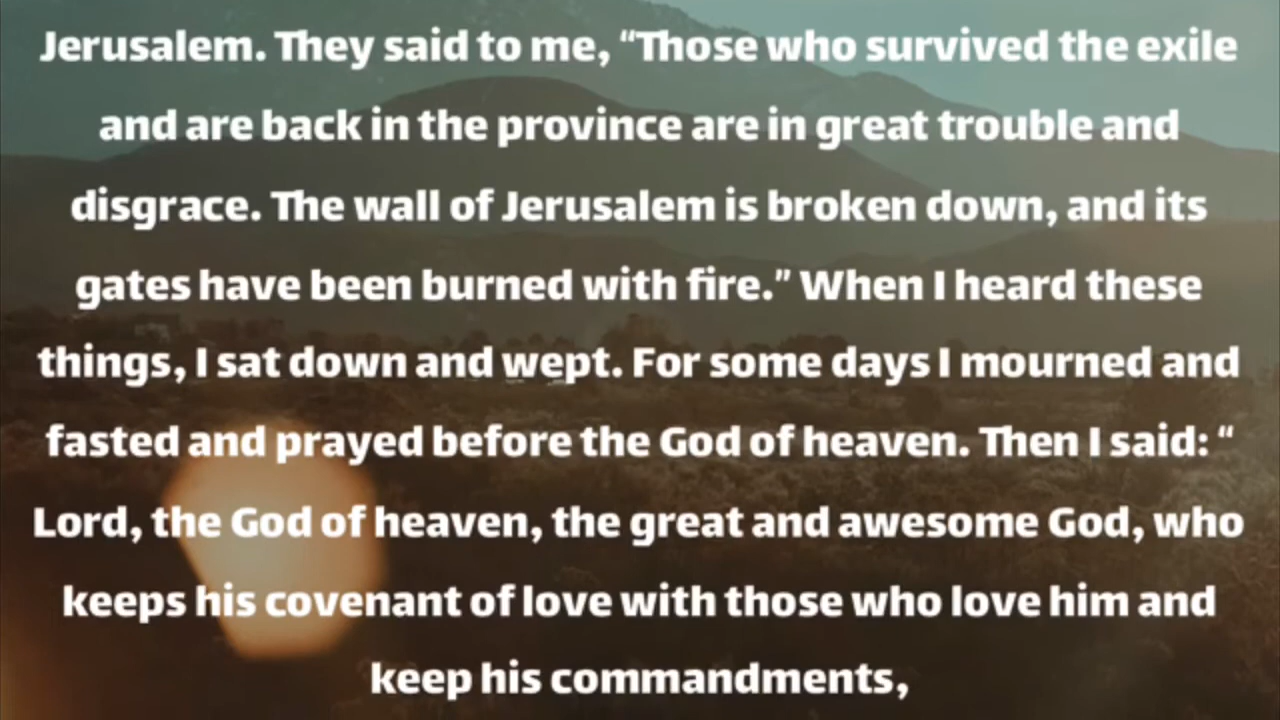 Jerusalem. They said to me, “Those who survived the exile
and are back in the province are in great trouble and
disgrace. The wall of Jerusalem is broken down, and its
gates have been burned with fire.” When I heard these
things, I sat down and wept. For some days I mourned and
fasted and prayed before the God of heaven. Then I said: “
Lord, the God of heaven, the great and awesome God, who
keeps his covenant of love with those who love him and
keep his commandments,